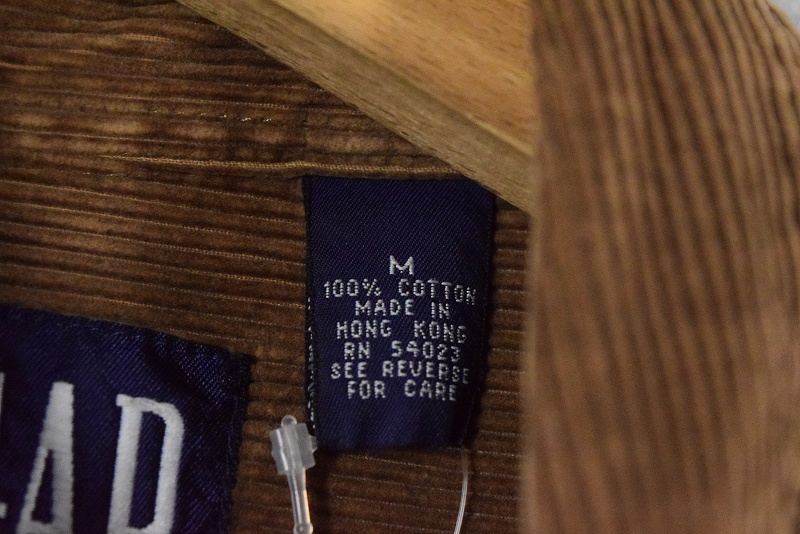 M
100% COTTON
MADE IN
HONG KONG
RN 54023
SEE REVERSE
FOR CARE